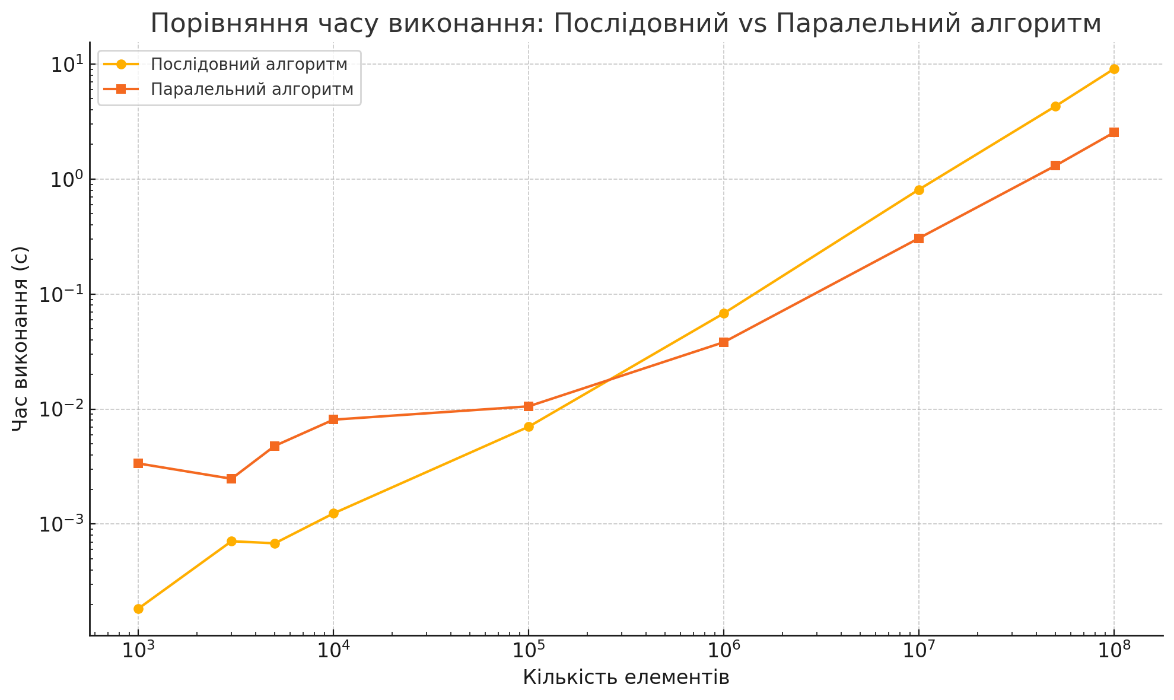 Порівняння часу виконання: Послідовний vs Паралельний алгоритм
Послідовний алгоритм
Паралельний алгоритм
Час виконання (с)
10¹
10⁰
10⁻¹
10⁻²
10⁻³
10³ 10⁴ 10⁵ 10⁶ 10⁷ 10⁸
Кількість елементів